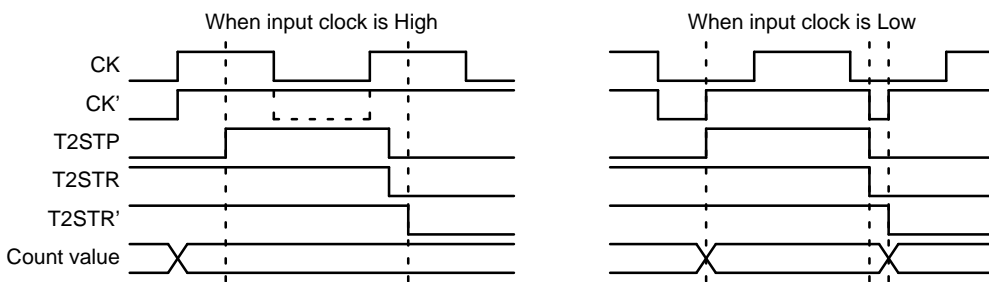 When input clock is High
When input clock is Low
CK
CK’
T2STP
T2STR
T2STR’
Count value